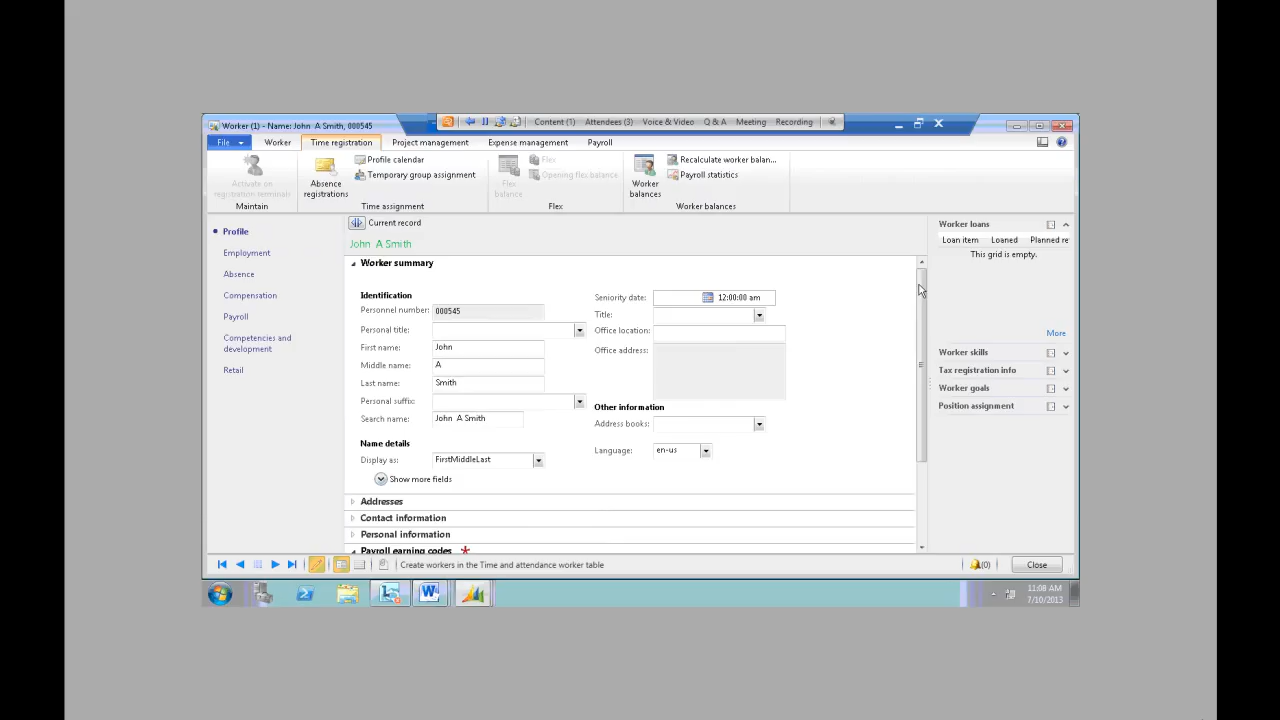 Worker (1) - Name: John  A Smith, 000545
Content (1) Attendees (3) Voice & Video Q & A Meeting Recording
File Worker Time registration Project management Expense management Payroll
Activate on registration terminals
Maintain
Absence registrations
Profile calendar
Temporary group assignment
Time assignment
Flex balance
Flex
Opening flex balance
Flex
Worker balances
Recalculate worker balan...
Payroll statistics
Worker balances
Profile
Employment
Absence
Compensation
Payroll
Competencies and
development
Retail
Current record
John  A Smith
Worker summary
Identification
Personnel number: 000545
Personal title:
First name: John
Middle name: A
Last name: Smith
Personal suffix:
Search name: John  A Smith
Name details
Display as: FirstMiddleLast
Show more fields
Seniority date: 12:00:00 am
Title:
Office location:
Office address:
Other information
Address books:
Language: en-us
Addresses
Contact information
Personal information
Payroll earning codes *
Worker loans
Loan item Loaned Planned re
This grid is empty.
More
Worker skills
Tax registration info
Worker goals
Position assignment
Create workers in the Time and attendance worker table
(0)
Close
11:08 AM
7/10/2013